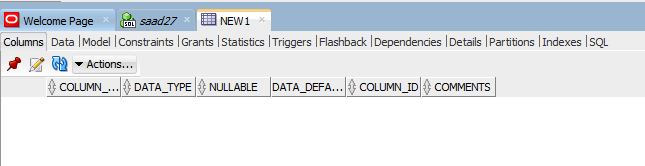 Welcome Page saad27 NEW1
Columns Data Model Constraints Grants Statistics Triggers Flashback Dependencies Details Partitions Indexes SQL
Actions...
COLUMN_... DATA_TYPE NULLABLE DATA_DEFA... COLUMN_ID COMMENTS